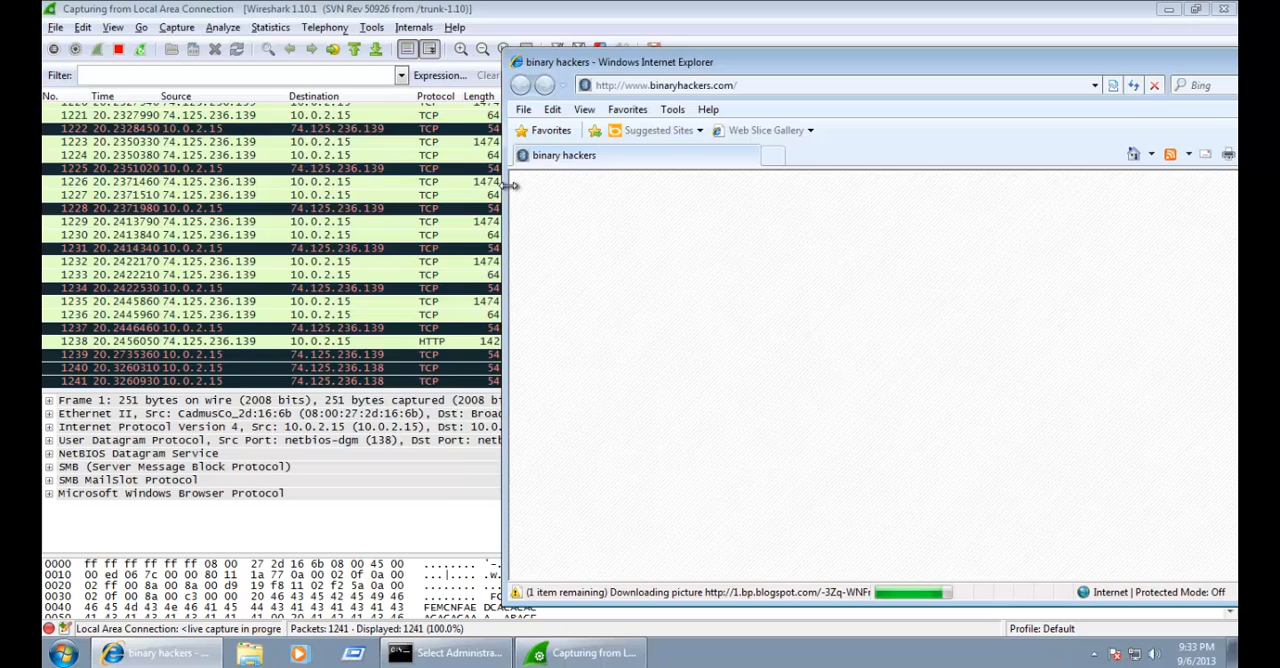 Capturing from Local Area Connection [Wireshark 1.10.1 (SVN Rev 50926 from /trunk-1.10)]
File Edit View Go Capture Analyze Statistics Telephony Tools Internals Help
Filter: Expression... Clear
No. Time Source Destination Protocol Length
1221 20.2327990 74.125.236.139 10.0.2.15 TCP 64
1222 20.2328450 10.0.2.15 74.125.236.139 TCP 54
1223 20.2350330 74.125.236.139 10.0.2.15 TCP 1474
1224 20.2350380 74.125.236.139 10.0.2.15 TCP 64
1225 20.2351020 10.0.2.15 74.125.236.139 TCP 54
1226 20.2371460 74.125.236.139 10.0.2.15 TCP 1474
1227 20.2371510 74.125.236.139 10.0.2.15 TCP 64
1228 20.2371980 10.0.2.15 74.125.236.139 TCP 54
1229 20.2413790 74.125.236.139 10.0.2.15 TCP 1474
1230 20.2413840 74.125.236.139 10.0.2.15 TCP 64
1231 20.2414340 10.0.2.15 74.125.236.139 TCP 54
1232 20.2422170 74.125.236.139 10.0.2.15 TCP 1474
1233 20.2422210 74.125.236.139 10.0.2.15 TCP 64
1234 20.2422530 10.0.2.15 74.125.236.139 TCP 54
1235 20.2445860 74.125.236.139 10.0.2.15 TCP 1474
1236 20.2445960 74.125.236.139 10.0.2.15 TCP 64
1237 20.2446460 10.0.2.15 74.125.236.139 TCP 54
1238 20.2456050 74.125.236.139 10.0.2.15 HTTP 142
1239 20.2735360 10.0.2.15 74.125.236.139 TCP 54
1240 20.3260310 10.0.2.15 74.125.236.138 TCP 54
1241 20.3260930 10.0.2.15 74.125.236.138 TCP 54
Frame 1: 251 bytes on wire (2008 bits), 251 bytes captured (2008 b
Ethernet II, Src: CadmusCo_2d:16:6b (08:00:27:2d:16:6b), Dst: Broad
Internet Protocol Version 4, Src: 10.0.2.15 (10.0.2.15), Dst: 10.0.
User Datagram Protocol, Src Port: netbios-dgm (138), Dst Port: netb
NetBIOS Datagram Service
SMB (Server Message Block Protocol)
SMB MailSlot Protocol
Microsoft Windows Browser Protocol
0000 ff ff ff ff ff ff 08 00 27 2d 16 6b 08 00 45 00 ........ '-.
0010 00 ed 06 7c 00 00 80 11 1a 77 0a 00 02 0f 0a 00 ...|.... .w.
0020 02 ff 00 8a 00 8a 00 d9 19 f8 11 02 f2 5a 0a 00
0030 02 0f 00 8a 00 c3 00 00 20 46 43 45 42 45 49 46
0040 46 45 4d 43 4e 46 41 45 44 43 41 43 41 43 41 43 FEMCNFAE DCACACAC
Local Area Connection: <live capture in progre Packets: 1241 - Displayed: 1241 (100.0%) Profile: Default
binary hackers - Windows Internet Explorer
http://www.binaryhackers.com/ Bing
File Edit View Favorites Tools Help
Favorites Suggested Sites Web Slice Gallery
binary hackers
(1 item remaining) Downloading picture http://1.bp.blogspot.com/-3Zq-WNFr Internet | Protected Mode: Off
binary hackers - ... Select Administra... Capturing from L... 9:33 PM
9/6/2013